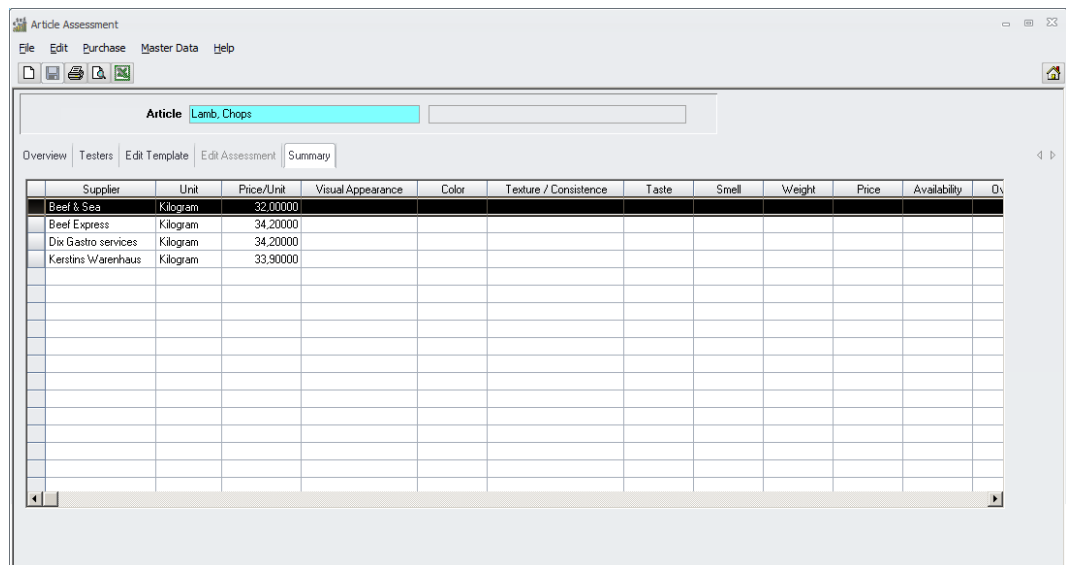 Article Assessment
File Edit Purchase Master Data Help
Article Lamb, Chops
Overview Testers Edit Template Edit Assessment Summary
Supplier Unit Price/Unit Visual Appearance Color Texture / Consistence Taste Smell Weight Price Availability Ov
Beef & Sea Kilogram 32,00000
Beef Express Kilogram 34,20000
Dix Gastro services Kilogram 34,20000
Kerstins Warenhaus Kilogram 33,90000